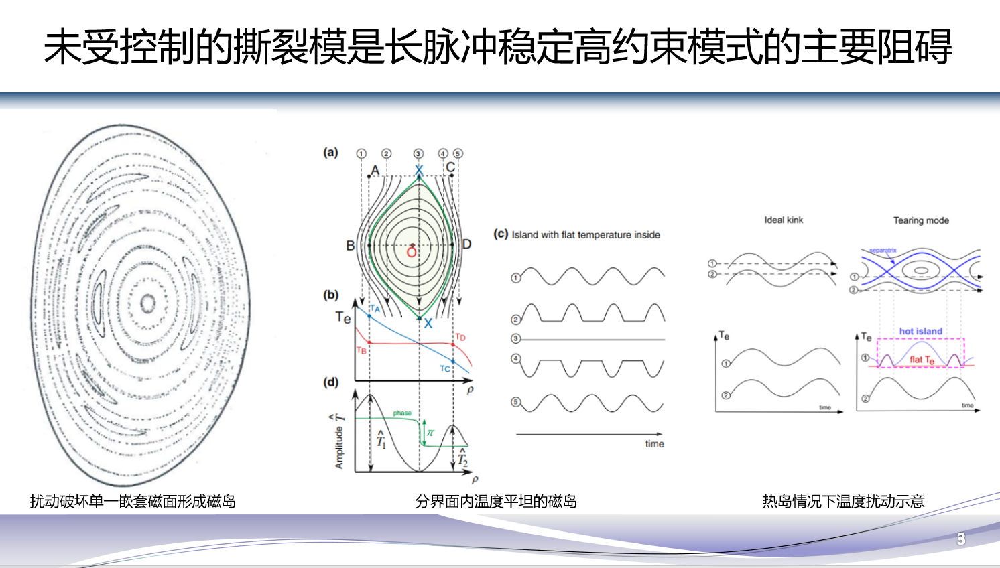 未受控制的撕裂模是长脉冲稳定高约束模式的主要阻碍
(a) ① ② ③ ④ ⑤
A X C
B O D
X
(b)
Te
TA
TB
TD
TC
ρ
(d)
Amplitude T̂
phase
π
T̂1
T̂2
ρ
(c) Island with flat temperature inside
①
②
③
④
⑤
time
Ideal kink
①
②
Te
①
②
time
Tearing mode
separatrix
①
②
Te
hot island
①
flat Te
②
time
扰动破坏单一嵌套磁面形成磁岛
分界面内温度平坦的磁岛
热岛情况下温度扰动示意
3